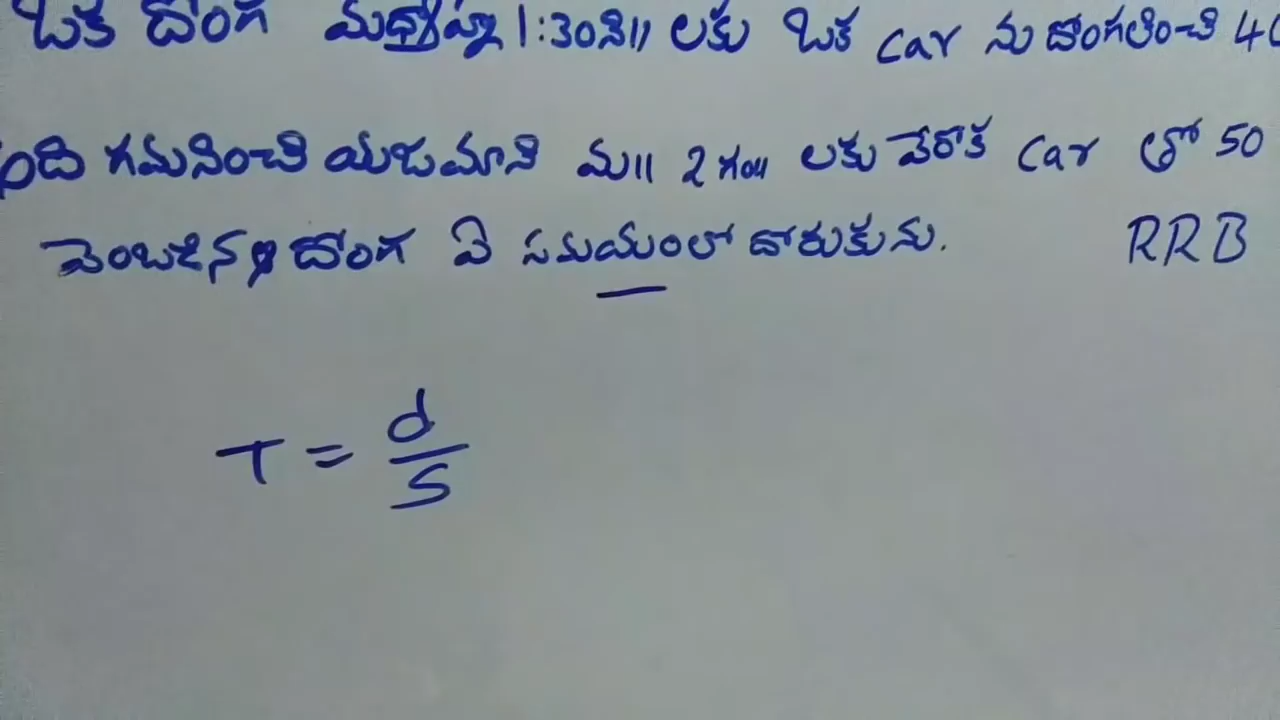 ఒక దొంగ మధ్యాహ్నం 1:30ని|| లకు ఒక car ను దొంగలించి 40
గమనించి యజమాని మ|| 2 గం|| లకు వేరొక car తో 50
వెంబడిన దొంగ ఏ సమయంలో దొరుకును. RRB
T = d/s